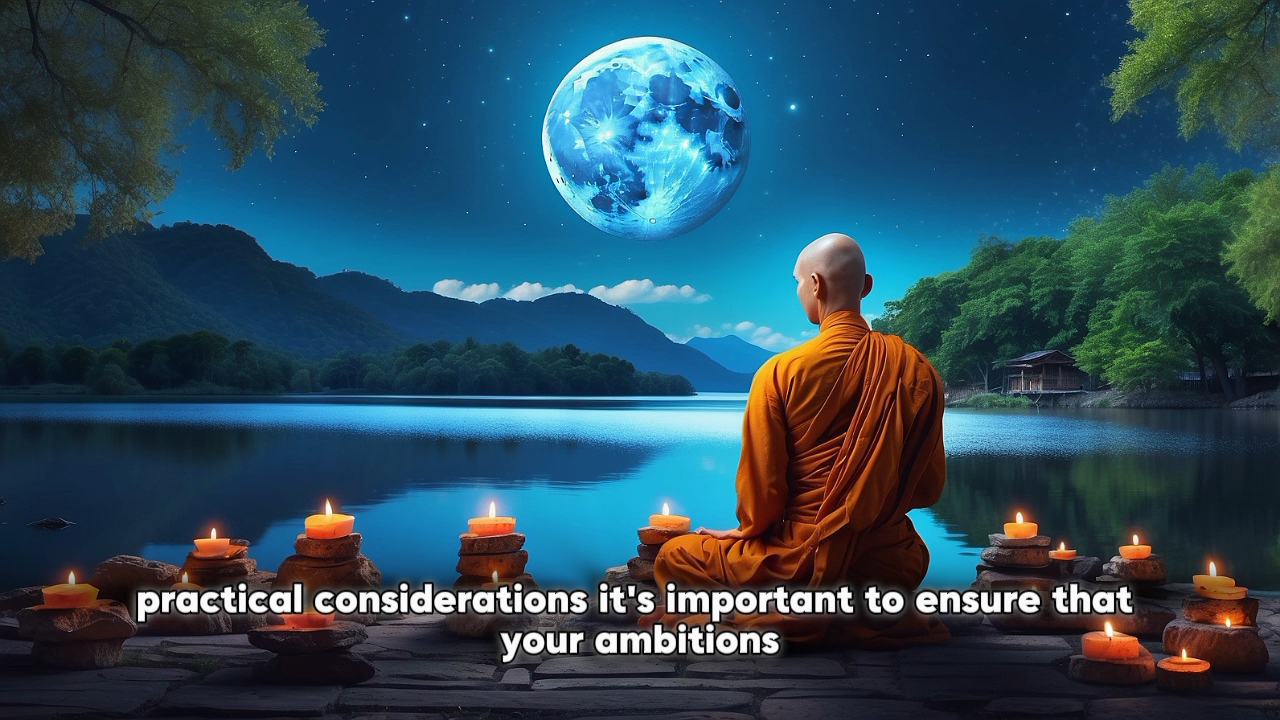 practical considerations it's important to ensure that
your ambitions